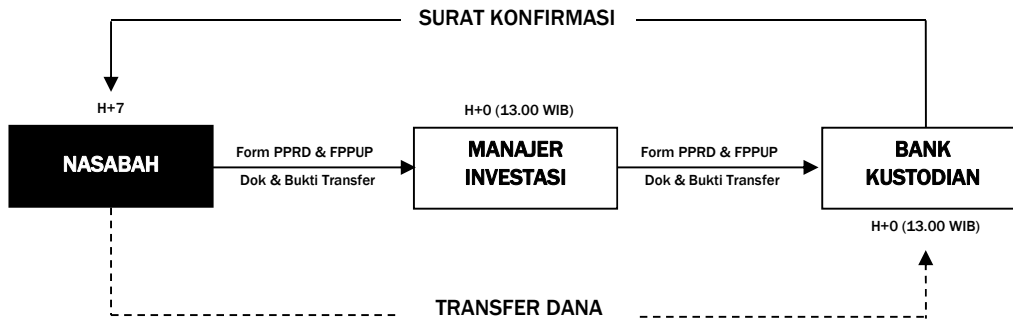 SURAT KONFIRMASI
H+7
H+0 (13.00 WIB)
NASABAH
Form PPRD & FPPUP
Dok & Bukti Transfer
MANAJER
INVESTASI
Form PPRD & FPPUP
Dok & Bukti Transfer
BANK
KUSTODIAN
H+0 (13.00 WIB)
TRANSFER DANA